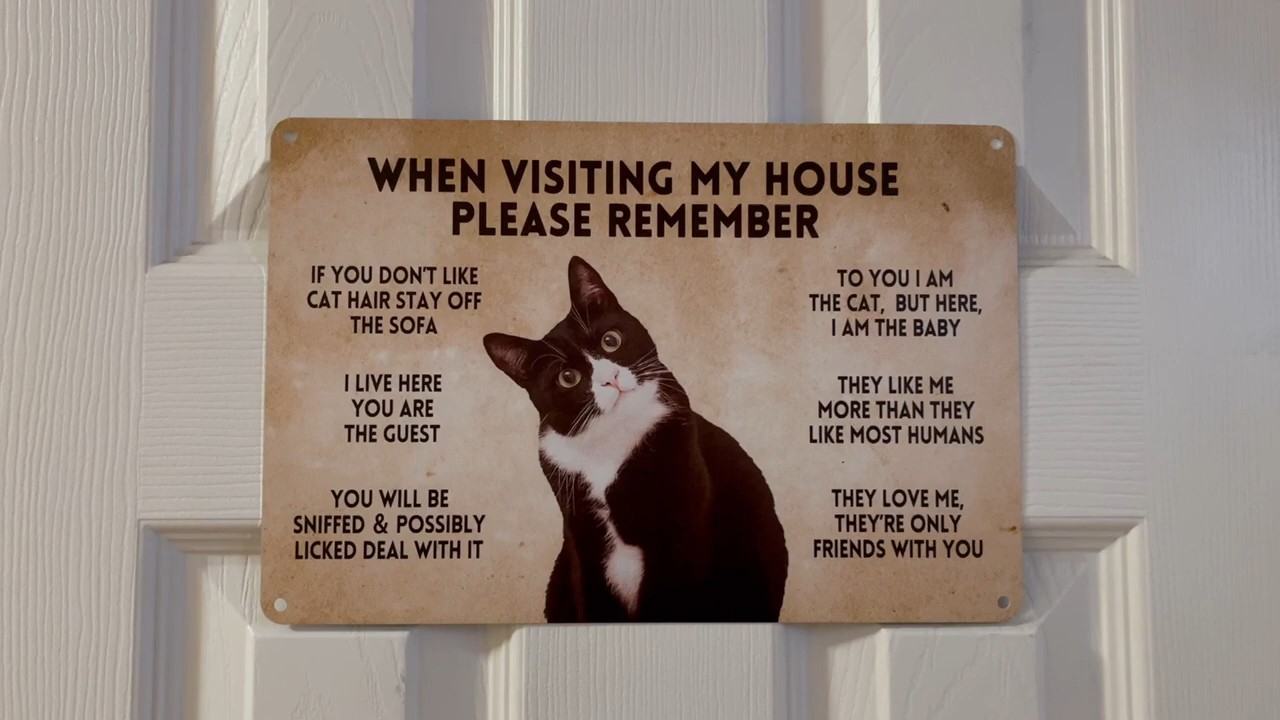 WHEN VISITING MY HOUSE
PLEASE REMEMBER
IF YOU DON'T LIKE
CAT HAIR STAY OFF
THE SOFA
I LIVE HERE
YOU ARE
THE GUEST
YOU WILL BE
SNIFFED & POSSIBLY
LICKED DEAL WITH IT
TO YOU I AM
THE CAT, BUT HERE,
I AM THE BABY
THEY LIKE ME
MORE THAN THEY
LIKE MOST HUMANS
THEY LOVE ME,
THEY'RE ONLY
FRIENDS WITH YOU